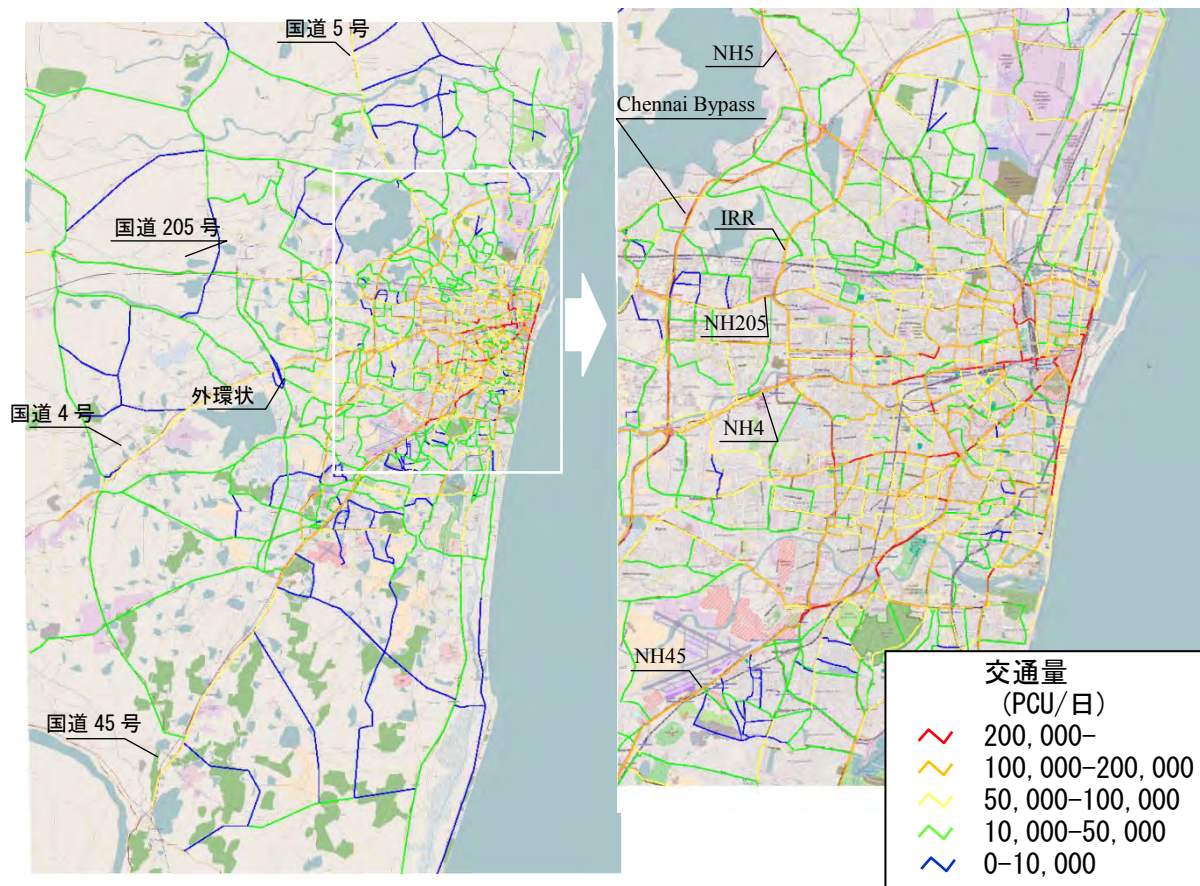 国道 5 号
国道 205 号
外環状
国道 4 号
国道 45 号
NH5
Chennai Bypass
IRR
NH205
NH4
NH45
交通量
(PCU/日)
200,000-
100,000-200,000
50,000-100,000
10,000-50,000
0-10,000